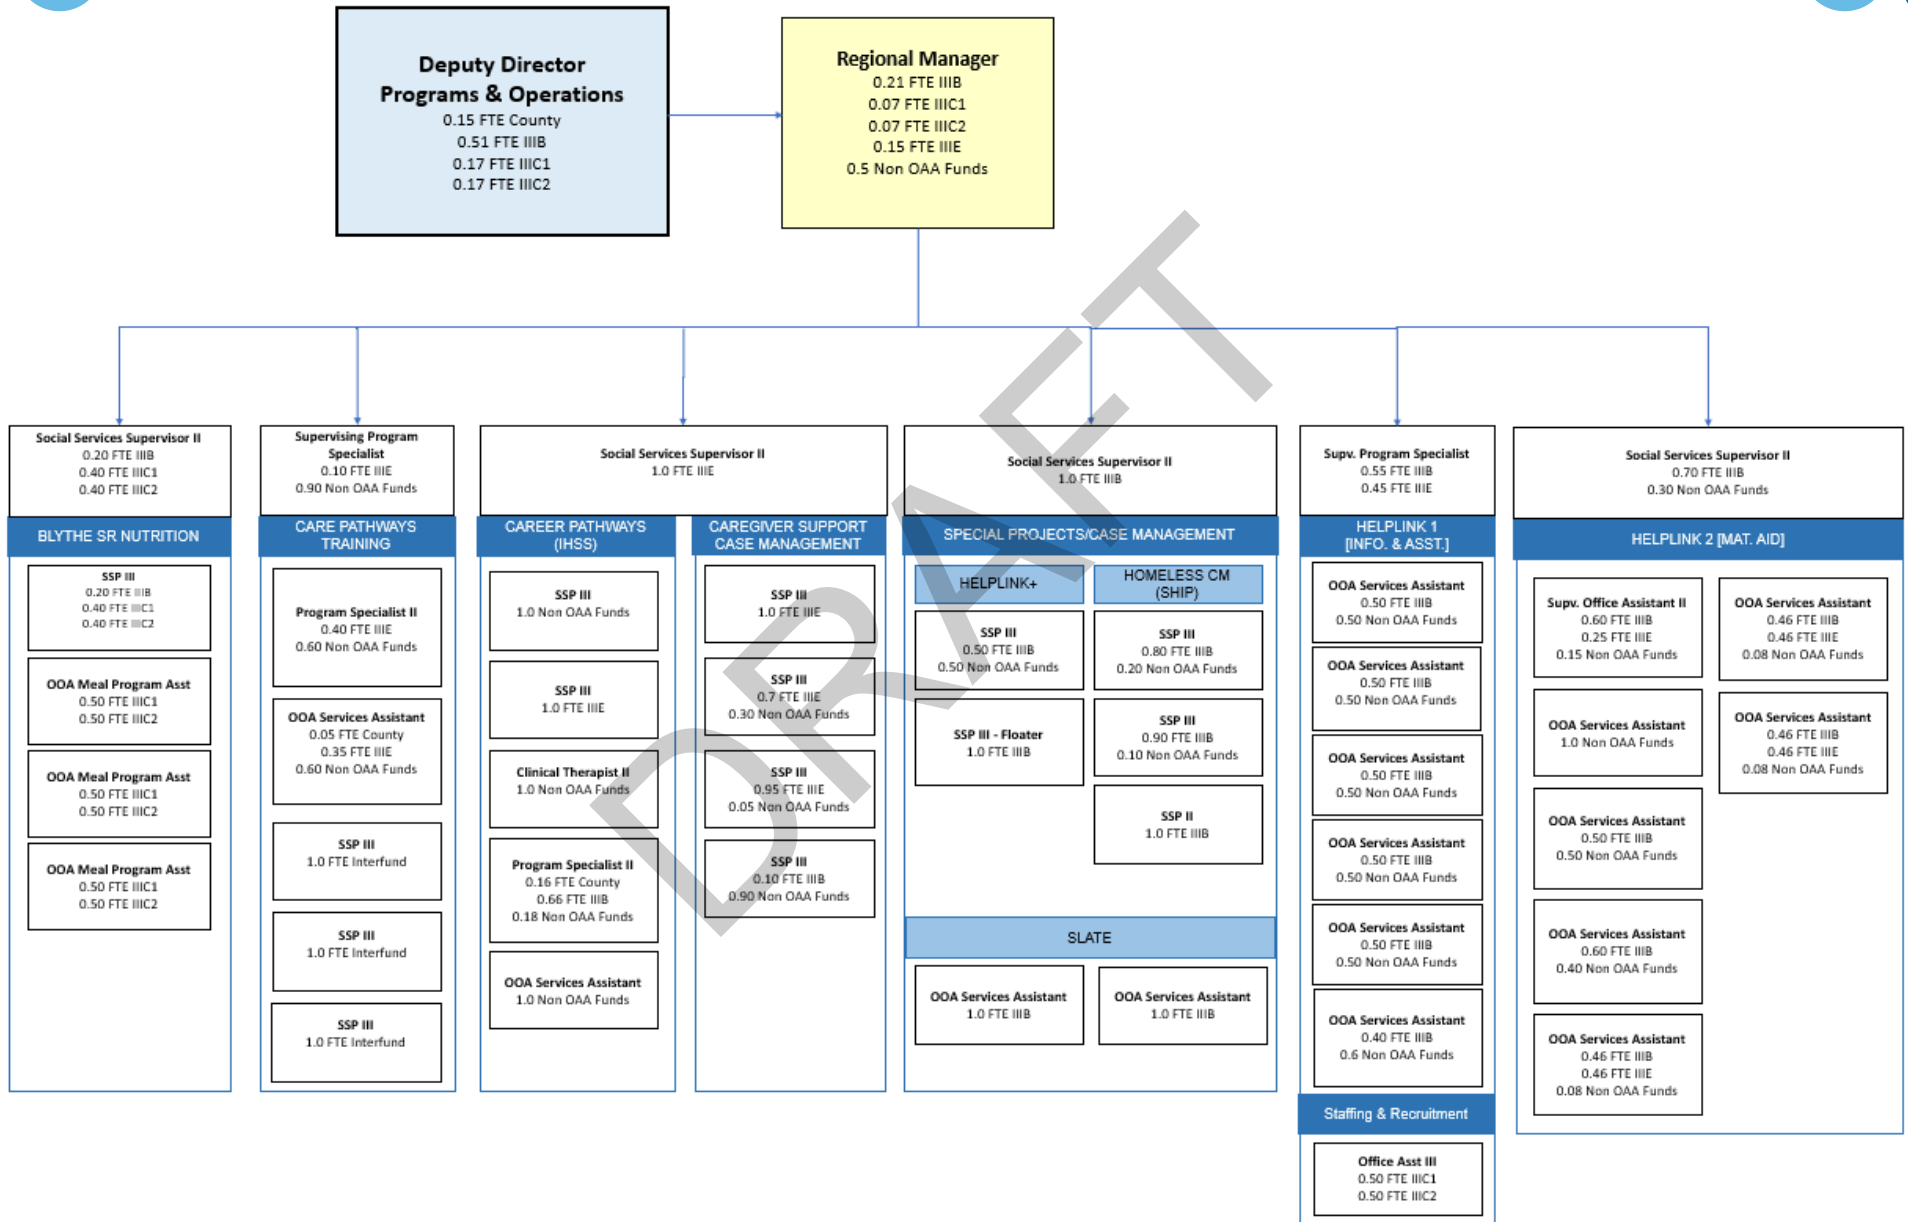 Deputy Director
Programs & Operations
0.15 FTE County
0.51 FTE IIIB
0.17 FTE IIIC1
0.17 FTE IIIC2
Regional Manager
0.21 FTE IIIB
0.07 FTE IIIC1
0.07 FTE IIIC2
0.15 FTE IIIE
0.5 Non OAA Funds
Social Services Supervisor II
0.20 FTE IIIB
0.40 FTE IIIC1
0.40 FTE IIIC2
BLYTHE SR NUTRITION
SSP III
0.20 FTE IIIB
0.40 FTE IIIC1
0.40 FTE IIIC2
OOA Meal Program Asst
0.50 FTE IIIC1
0.50 FTE IIIC2
OOA Meal Program Asst
0.50 FTE IIIC1
0.50 FTE IIIC2
OOA Meal Program Asst
0.50 FTE IIIC1
0.50 FTE IIIC2
Supervising Program
Specialist
0.10 FTE IIIE
0.90 Non OAA Funds
CARE PATHWAYS
TRAINING
Program Specialist II
0.40 FTE IIIE
0.60 Non OAA Funds
OOA Services Assistant
0.05 FTE County
0.35 FTE IIIE
0.60 Non OAA Funds
SSP III
1.0 FTE Interfund
SSP III
1.0 FTE Interfund
SSP III
1.0 FTE Interfund
Social Services Supervisor II
1.0 FTE IIIE
CAREER PATHWAYS
(IHSS)
SSP III
1.0 Non OAA Funds
SSP III
1.0 FTE IIIE
Clinical Therapist II
1.0 Non OAA Funds
Program Specialist II
0.16 FTE County
0.66 FTE IIIB
0.18 Non OAA Funds
OOA Services Assistant
1.0 Non OAA Funds
CAREGIVER SUPPORT
CASE MANAGEMENT
SSP III
1.0 FTE IIIE
SSP III
0.7 FTE IIIE
0.30 Non OAA Funds
SSP III
0.95 FTE IIIE
0.05 Non OAA Funds
SSP III
0.10 FTE IIIB
0.90 Non OAA Funds
Social Services Supervisor II
1.0 FTE IIIB
SPECIAL PROJECTS/CASE MANAGEMENT
HELPLINK+
SSP III
0.50 FTE IIIB
0.50 Non OAA Funds
SSP III - Floater
1.0 FTE IIIB
HOMELESS CM
(SHIP)
SSP III
0.80 FTE IIIB
0.20 Non OAA Funds
SSP III
0.90 FTE IIIB
0.10 Non OAA Funds
SSP II
1.0 FTE IIIB
SLATE
OOA Services Assistant
1.0 FTE IIIB
OOA Services Assistant
1.0 FTE IIIB
Supv. Program Specialist
0.55 FTE IIIB
0.45 FTE IIIE
HELPLINK 1
[INFO. & ASST.]
OOA Services Assistant
0.50 FTE IIIB
0.50 Non OAA Funds
OOA Services Assistant
0.50 FTE IIIB
0.50 Non OAA Funds
OOA Services Assistant
0.50 FTE IIIB
0.50 Non OAA Funds
OOA Services Assistant
0.50 FTE IIIB
0.50 Non OAA Funds
OOA Services Assistant
0.50 FTE IIIB
0.50 Non OAA Funds
OOA Services Assistant
0.40 FTE IIIB
0.6 Non OAA Funds
Staffing & Recruitment
Office Asst III
0.50 FTE IIIC1
0.50 FTE IIIC2
Social Services Supervisor II
0.70 FTE IIIB
0.30 Non OAA Funds
HELPLINK 2 [MAT. AID]
Supv. Office Assistant II
0.60 FTE IIIB
0.25 FTE IIIE
0.15 Non OAA Funds
OOA Services Assistant
1.0 Non OAA Funds
OOA Services Assistant
0.50 FTE IIIB
0.50 Non OAA Funds
OOA Services Assistant
0.60 FTE IIIB
0.40 Non OAA Funds
OOA Services Assistant
0.46 FTE IIIB
0.46 FTE IIIE
0.08 Non OAA Funds
OOA Services Assistant
0.46 FTE IIIB
0.46 FTE IIIE
0.08 Non OAA Funds
OOA Services Assistant
0.46 FTE IIIB
0.46 FTE IIIE
0.08 Non OAA Funds
DRAFT